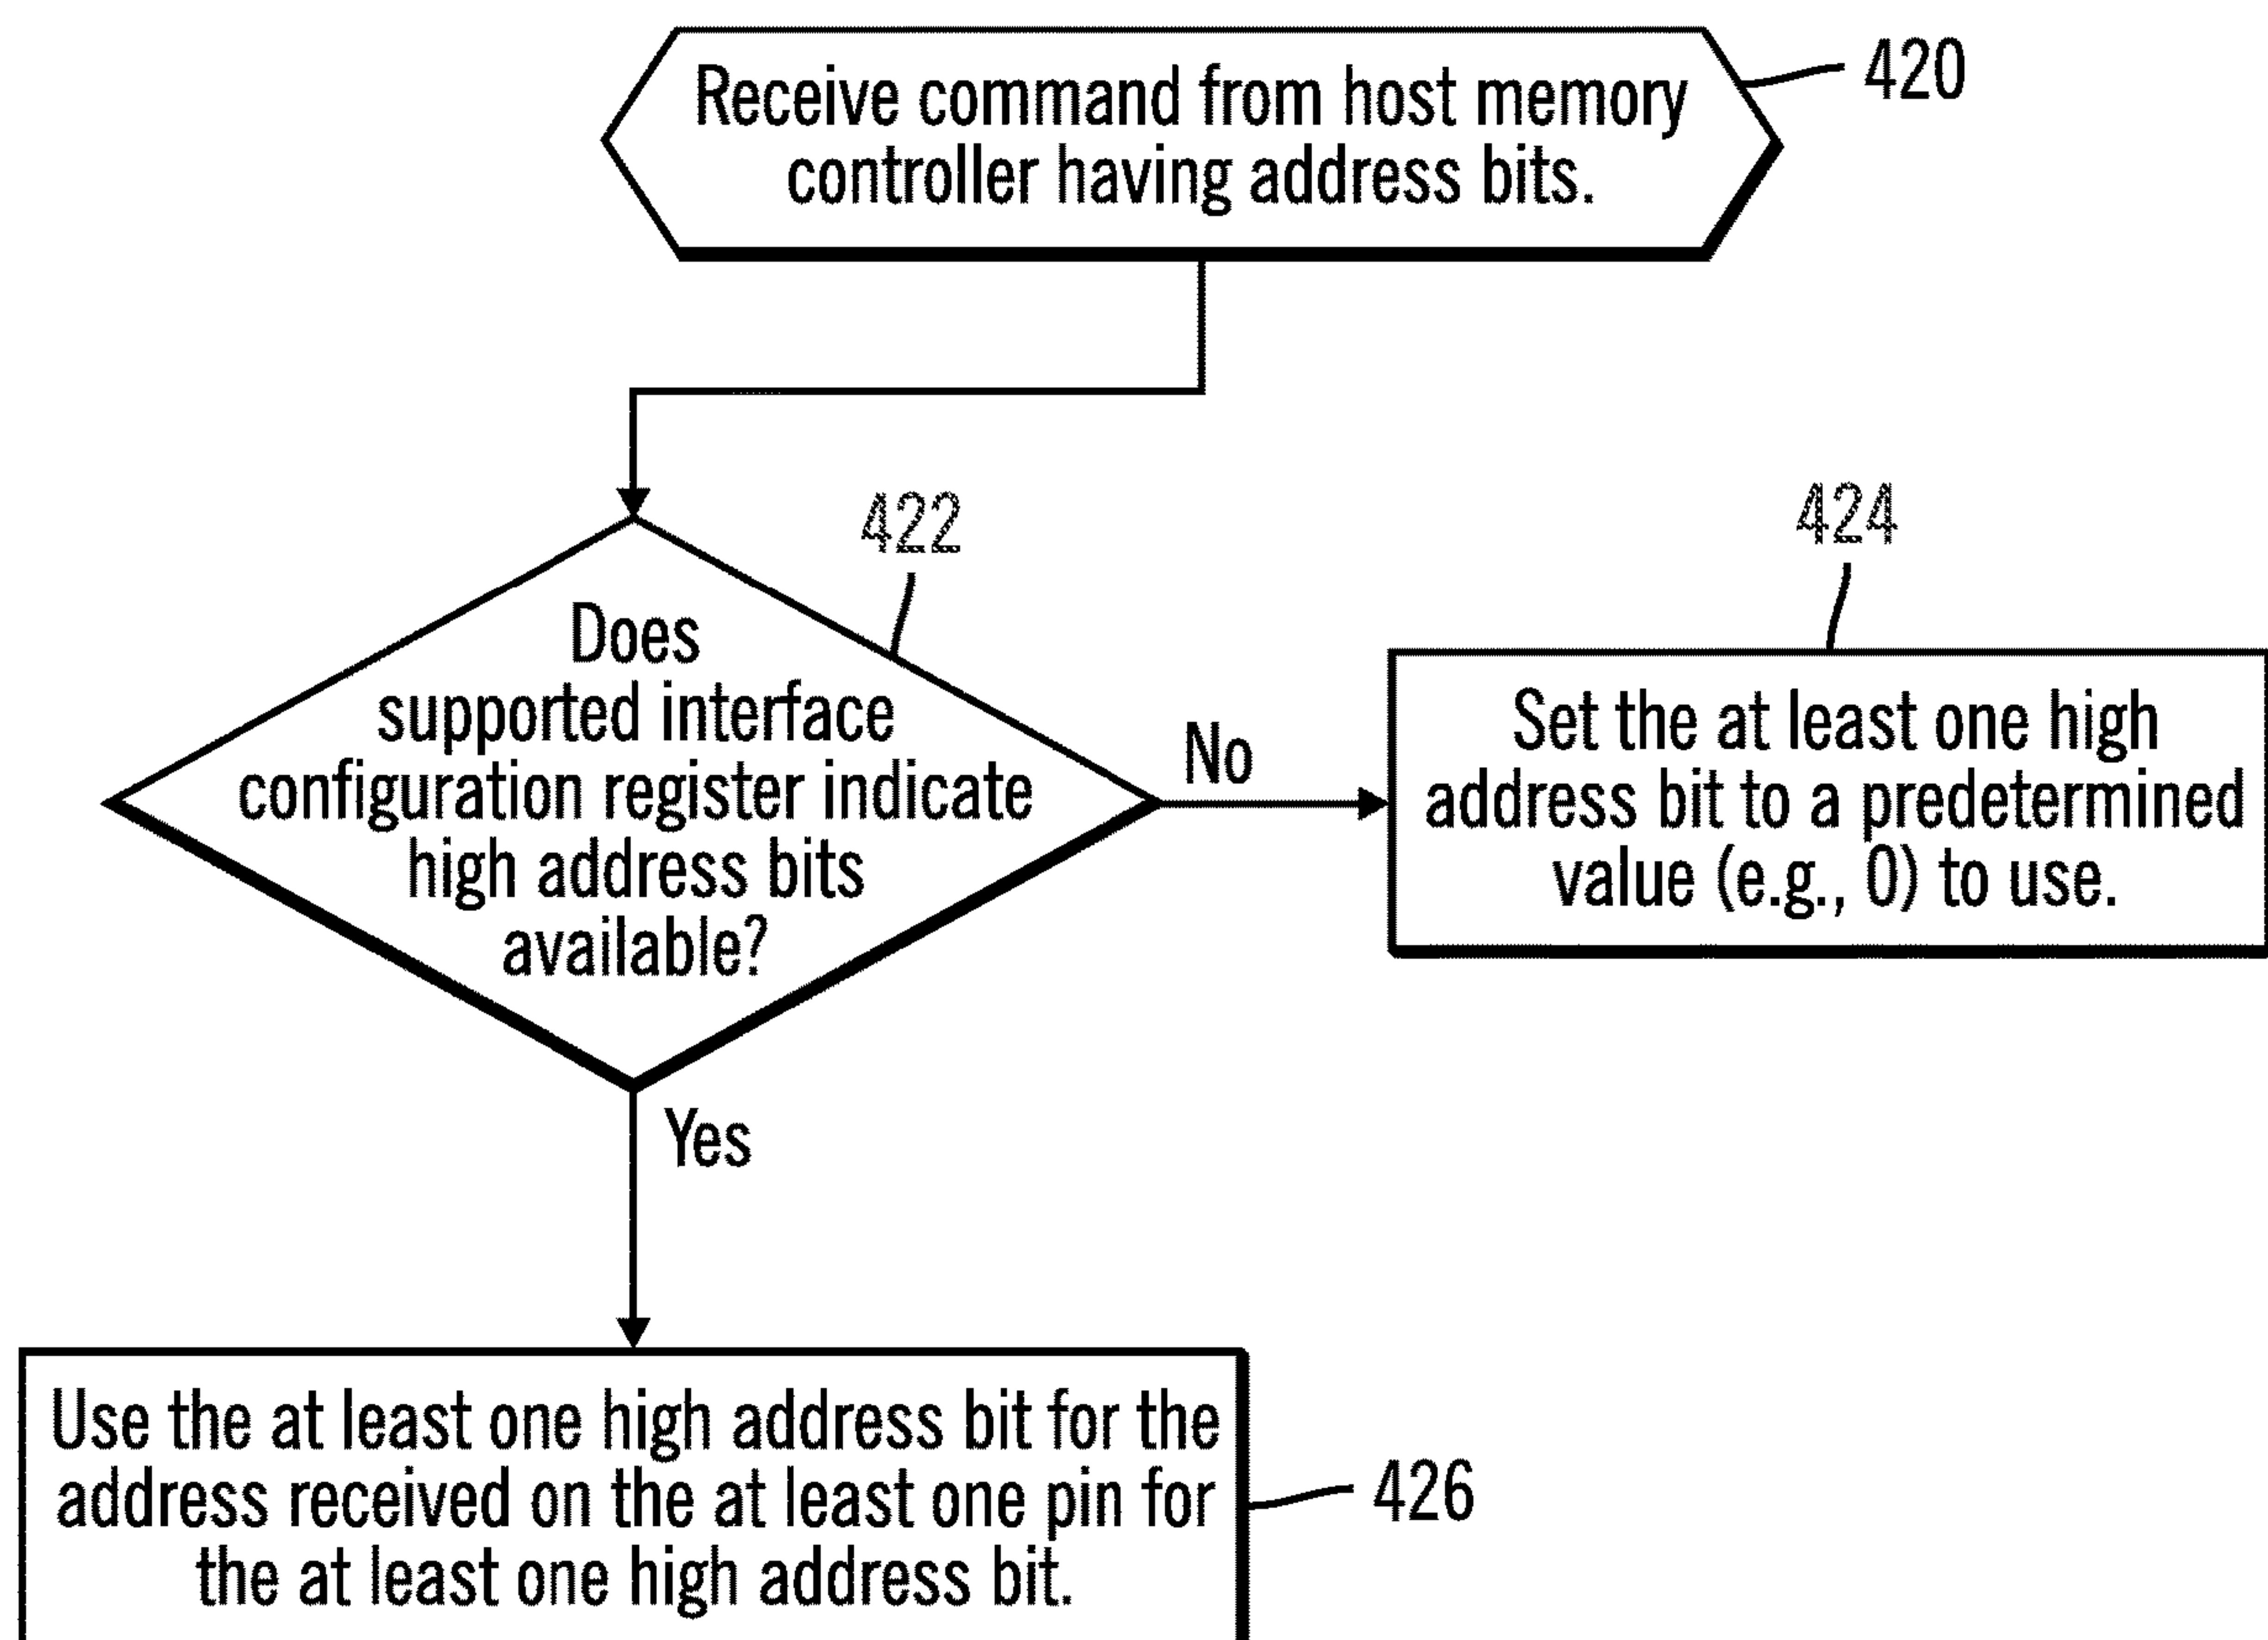 Receive command from host memory
controller having address bits.
420
422
Does
supported interface
configuration register indicate
high address bits
available?
No
424
Set the at least one high
address bit to a predetermined
value (e.g., 0) to use.
Yes
Use the at least one high address bit for the
address received on the at least one pin for
the at least one high address bit.
426